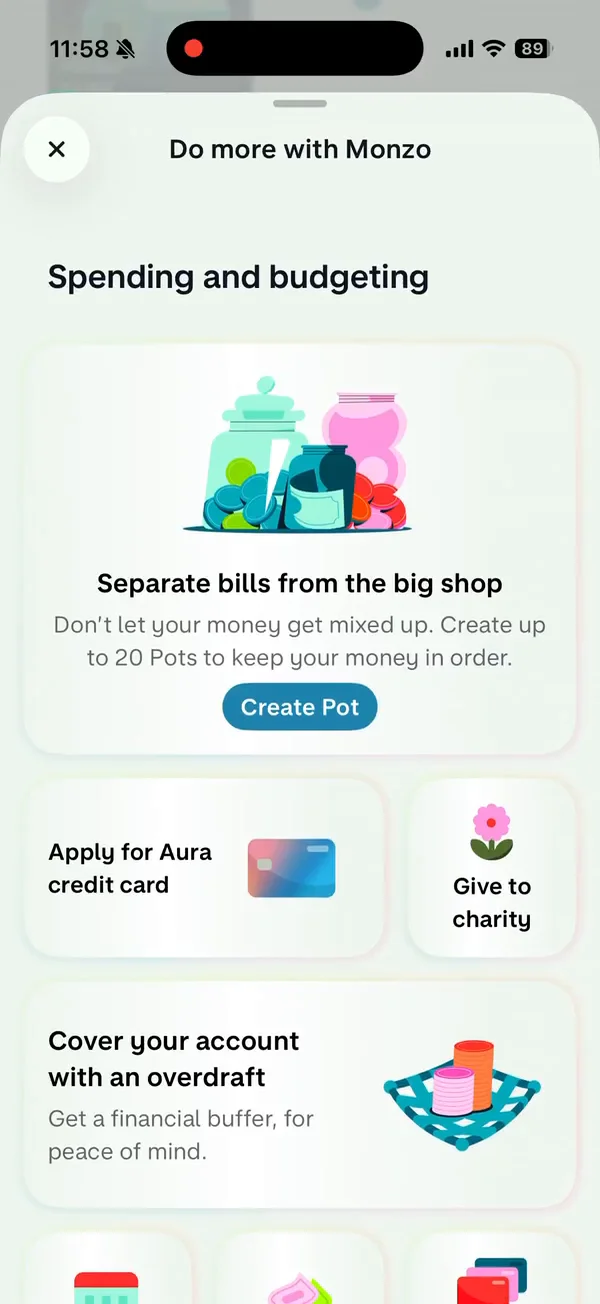 11:58
89
Do more with Monzo
Spending and budgeting
Separate bills from the big shop
Don't let your money get mixed up. Create up
to 20 Pots to keep your money in order.
Create Pot
Apply for Aura
credit card
Give to
charity
Cover your account
with an overdraft
Get a financial buffer, for
peace of mind.